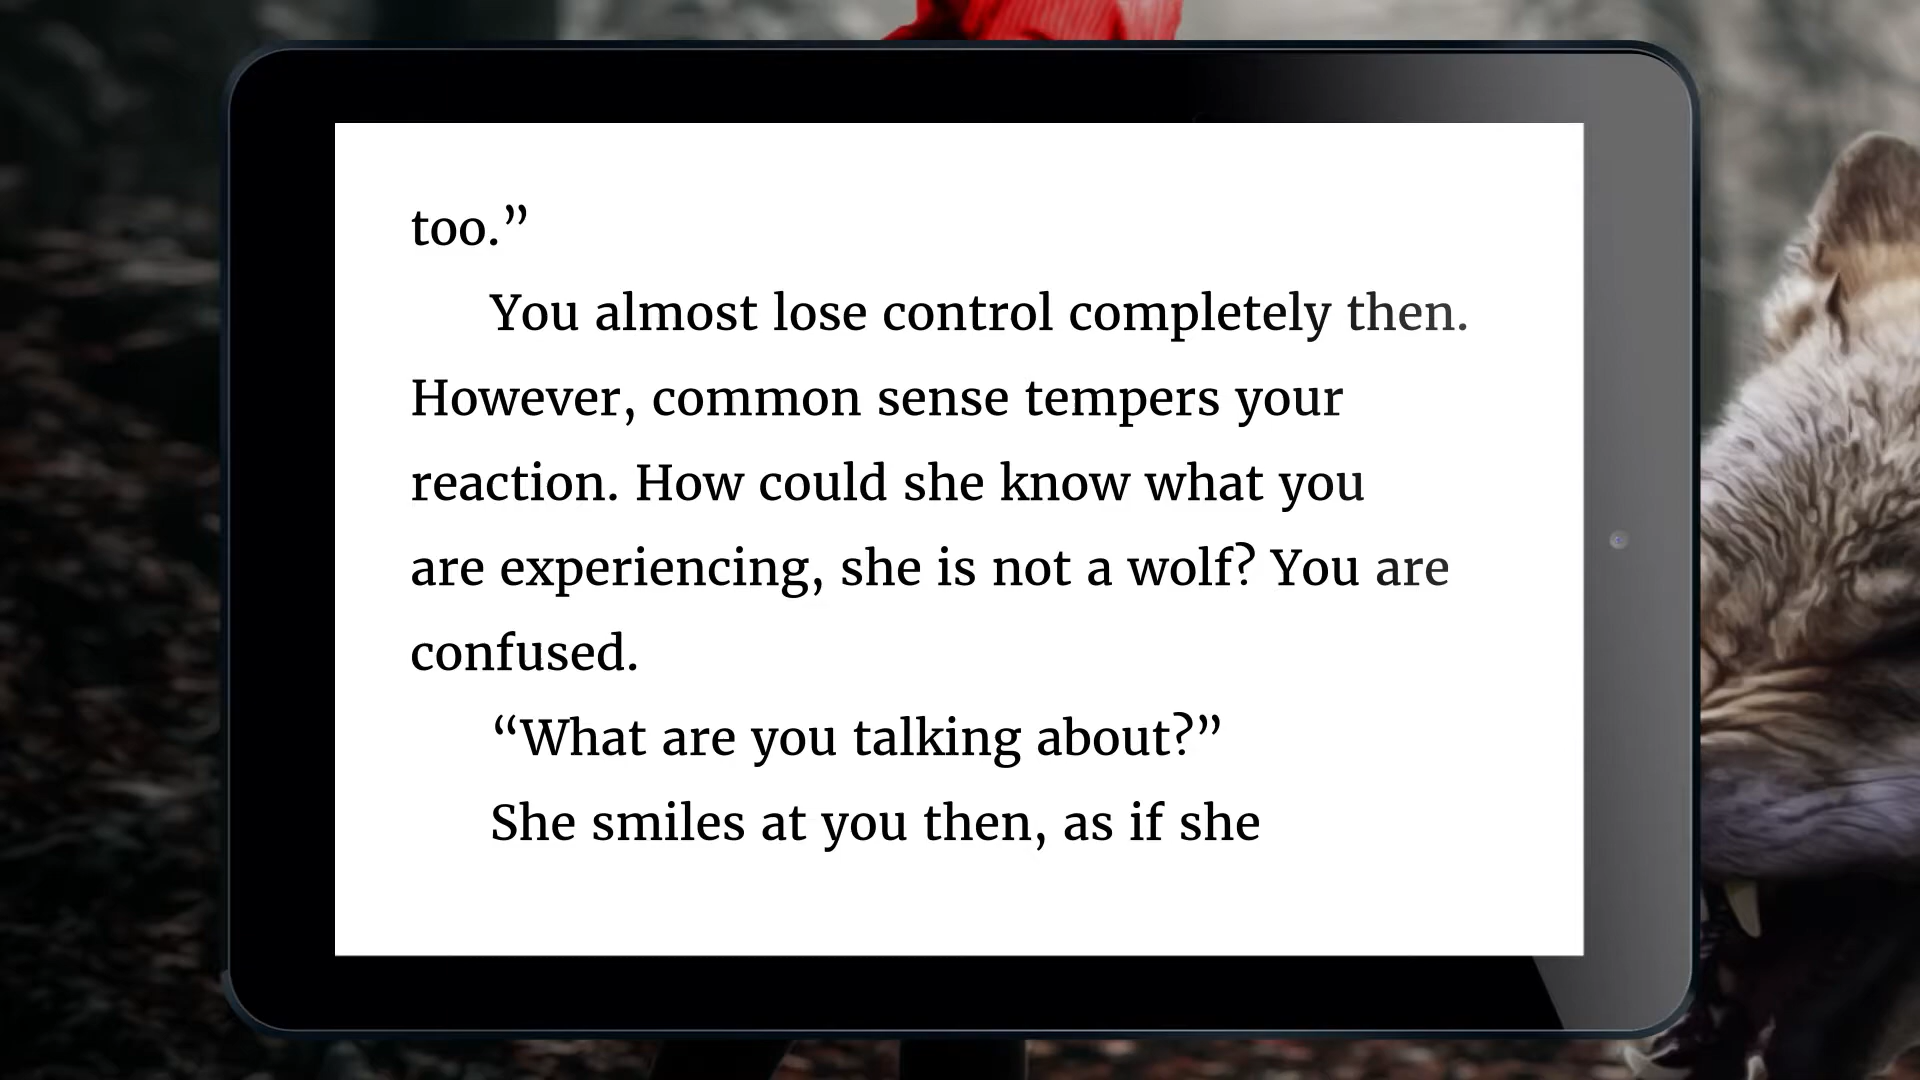 too.”
You almost lose control completely then.
However, common sense tempers your
reaction. How could she know what you
are experiencing, she is not a wolf? You are
confused.
“What are you talking about?”
She smiles at you then, as if she